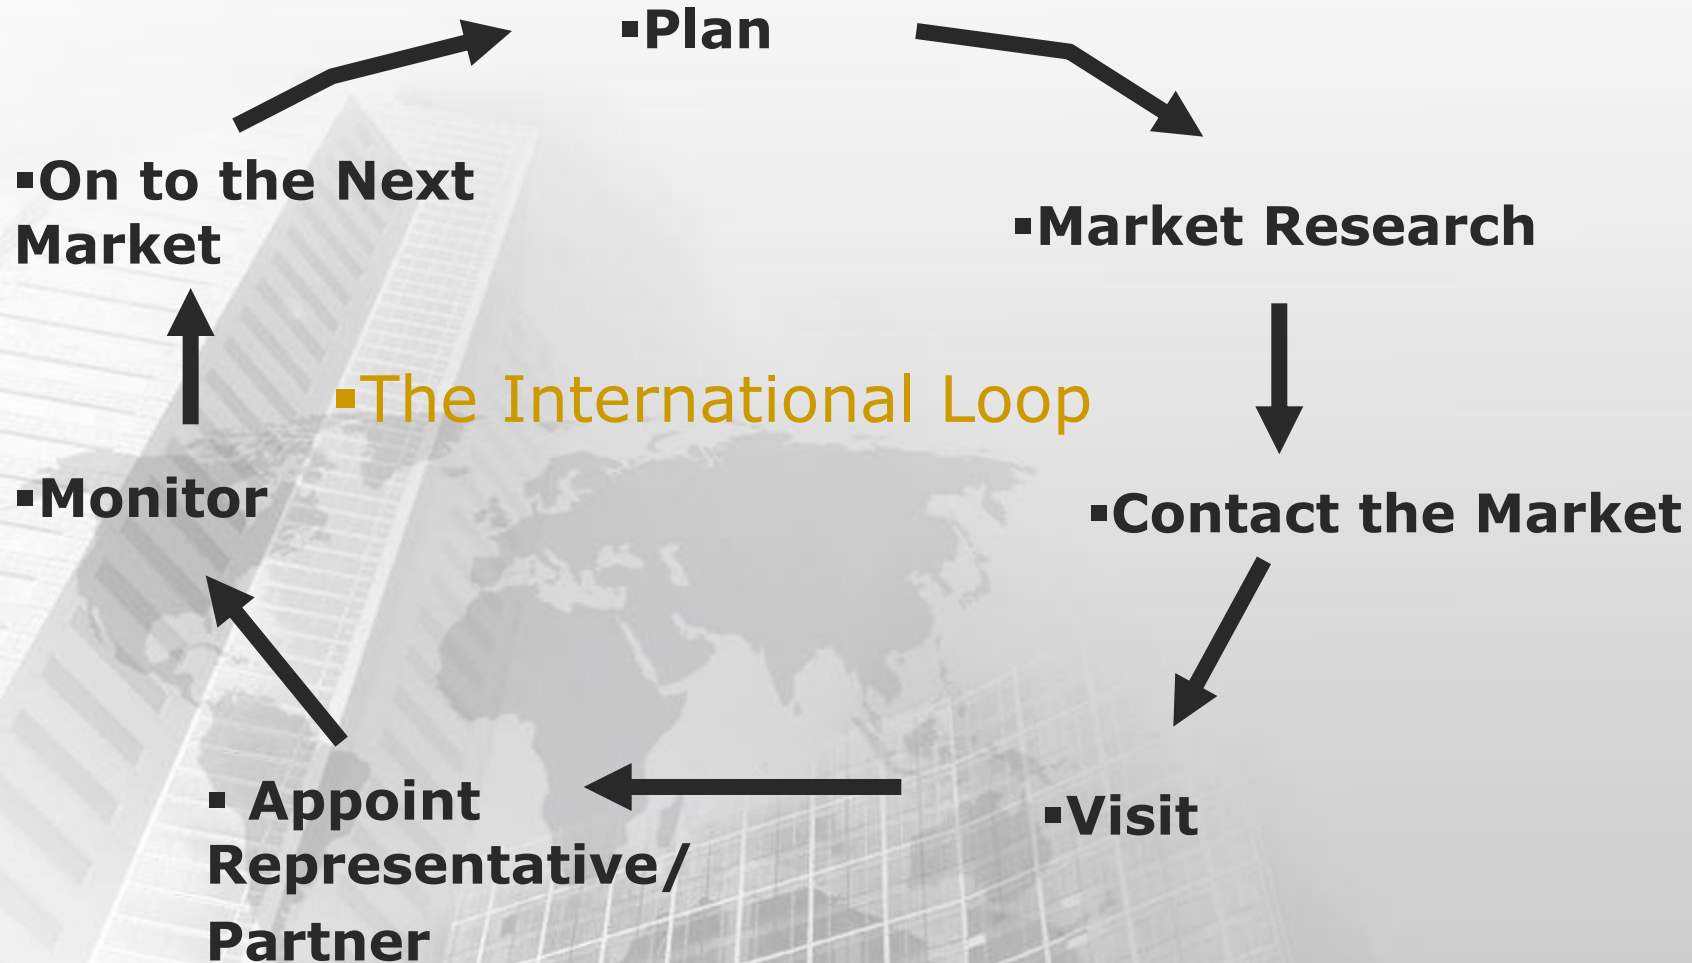 ▪Plan
▪On to the Next
Market
▪Market Research
▪The International Loop
▪Monitor
▪Contact the Market
▪ Appoint
Representative/
Partner
▪Visit